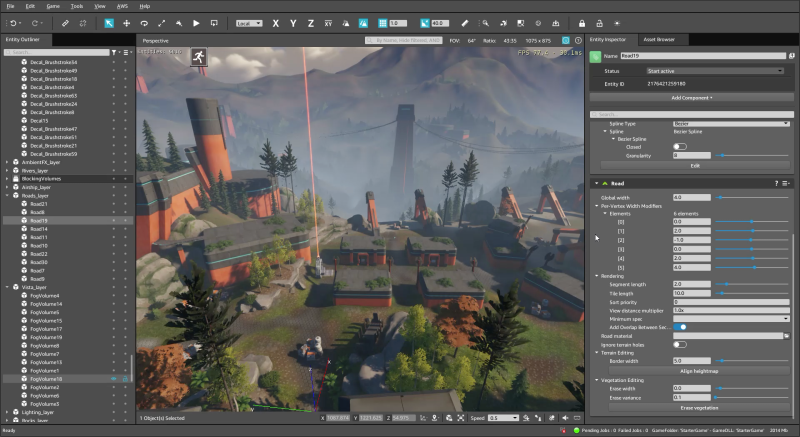 File Edit Game Tools View AWS Help
Local X Y Z XY 1.0 40.0
Entity Outliner
Search...
Decal_Brushstroke54
Decal_Brushstroke49
Decal_Brushstroke18
Decal_Brushstroke4
Decal_Brushstroke63
Decal_Brushstroke24
Decal_Brushstroke8
Decal15
Decal_Brushstroke47
Decal_Brushstroke51
Decal_Brushstroke21
Decal_Brushstroke59
AmbientFX_layer
Rivers_layer
BlockingVolumes
Airship_layer
Roads_layer
Road21
Road8
Road19
Road14
Road11
Road10
Road22
Road30
Road7
Road5
Vista_layer
FogVolume4
FogVolume14
FogVolume5
FogVolume15
FogVolume17
FogVolume19
FogVolume8
FogVolume7
FogVolume13
FogVolume1
FogVolume18
FogVolume2
FogVolume6
FogVolume3
Lighting_layer
Rocks_layer
Perspective
FOV: 64° Ratio: 43:35 1075 x 875
1 Object(s) Selected
Speed 0.5
Entity Inspector Asset Browser
Name Road19
Status Start active
Entity ID 2176421259180
Add Component +
Search...
Spline Type Bezier
Spline Bezier Spline
Bezier Spline
Closed
Granularity 8
Edit
Road
Global width 4.0
Per-Vertex Width Modifiers
Elements 6 elements
[0] 0.0
[1] 2.0
[2] -1.0
[3] 0.0
[4] 2.0
[5] 4.0
Rendering
Segment length 2.0
Tile length 10.0
Sort priority 0
View distance multiplier 1.0x
Minimum spec
Add Overlap Between Sec...
Road material
Ignore terrain holes
Terrain Editing
Border width 5.0
Align heightmap
Vegetation Editing
Erase width 0.0
Erase variance 0.1
Erase vegetation
Ready
Pending Jobs : 0 Failed Jobs : 0 GameFolder: 'StarterGame' - GameDLL: 'StarterGame' 2014 Mb